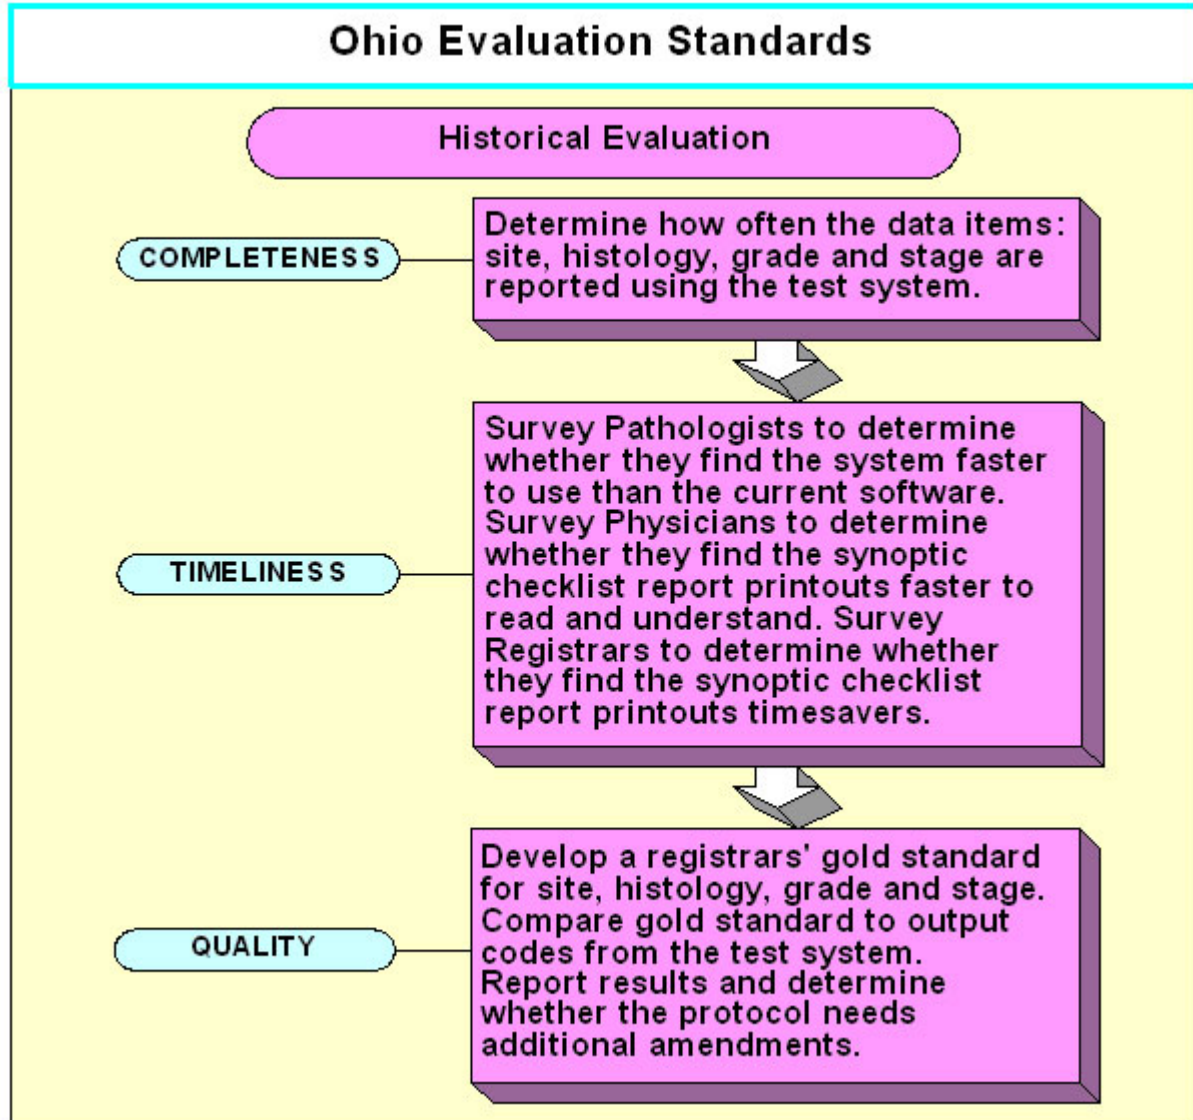 Ohio Evaluation Standards
Historical Evaluation
COMPLETENESS
Determine how often the data items:
site, histology, grade and stage are
reported using the test system.
TIMELINESS
Survey Pathologists to determine
whether they find the system faster
to use than the current software.
Survey Physicians to determine
whether they find the synoptic
checklist report printouts faster to
read and understand. Survey
Registrars to determine whether
they find the synoptic checklist
report printouts timesavers.
QUALITY
Develop a registrars' gold standard
for site, histology, grade and stage.
Compare gold standard to output
codes from the test system.
Report results and determine
whether the protocol needs
additional amendments.